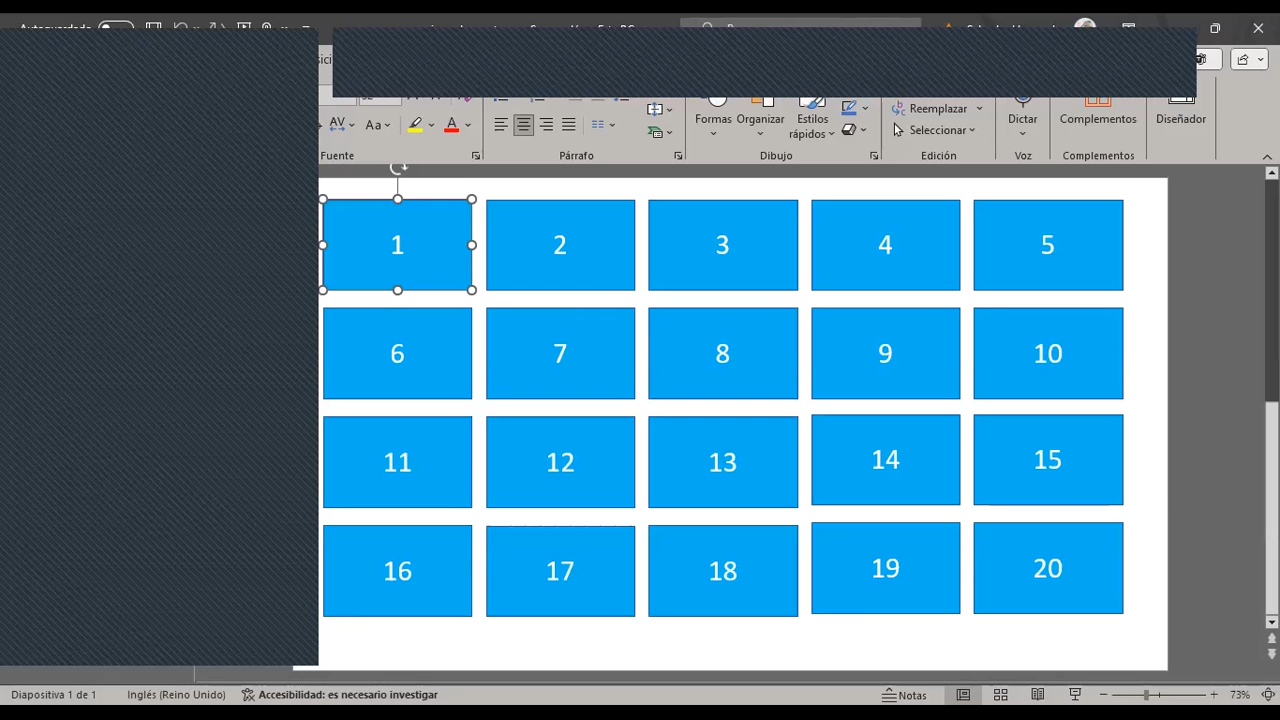 Aa
Reemplazar
Formas
Organizar
Estilos
rápidos
Seleccionar
Dictar
Complementos
Diseñador
Fuente
Párrafo
Dibujo
Edición
Voz
Complementos
1 2 3 4 5
6 7 8 9 10
11 12 13 14 15
16 17 18 19 20
Diapositiva 1 de 1 Inglés (Reino Unido) Accesibilidad: es necesario investigar Notas 73%